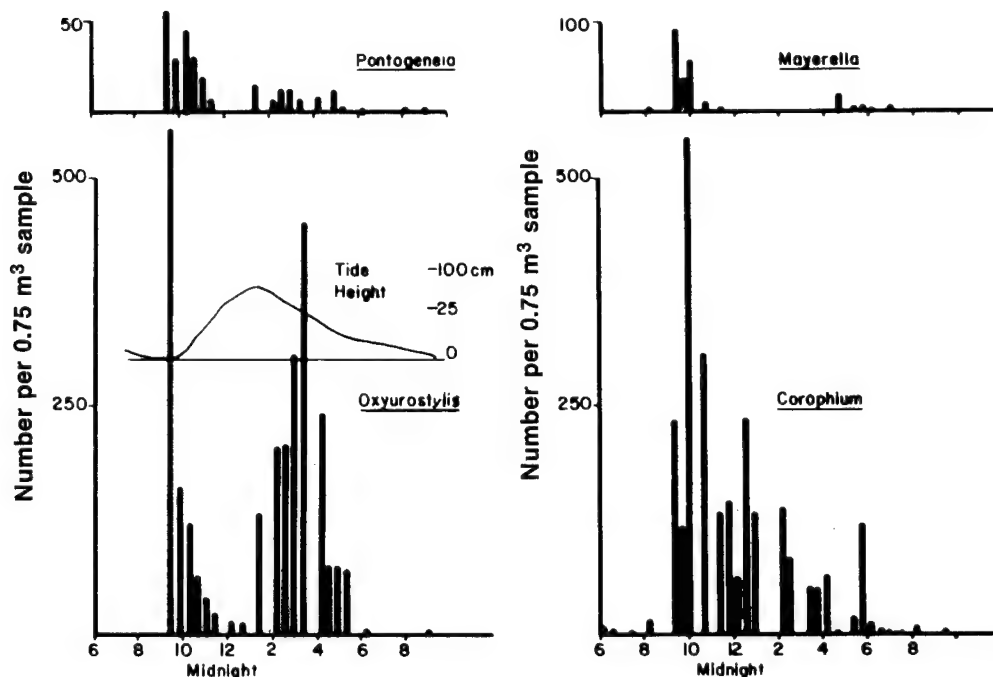 50
Pontogeneia
100
Mayerella
Number per 0.75 m³ sample
500
Tide Height
-100 cm
-25
0
250
Oxyurostylis
6 8 10 12 2 4 6 8
Midnight
Number per 0.75 m³ sample
500
250
Corophium
6 8 10 12 2 4 6 8
Midnight